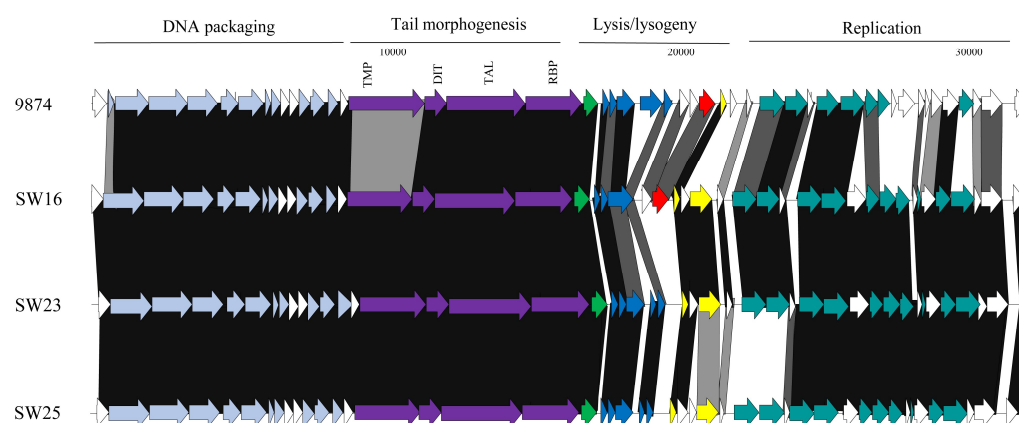 DNA packaging Tail morphogenesis Lysis/lysogeny Replication
10000 20000 30000
TMP DIT TAL RBP
9874
SW16
SW23
SW25